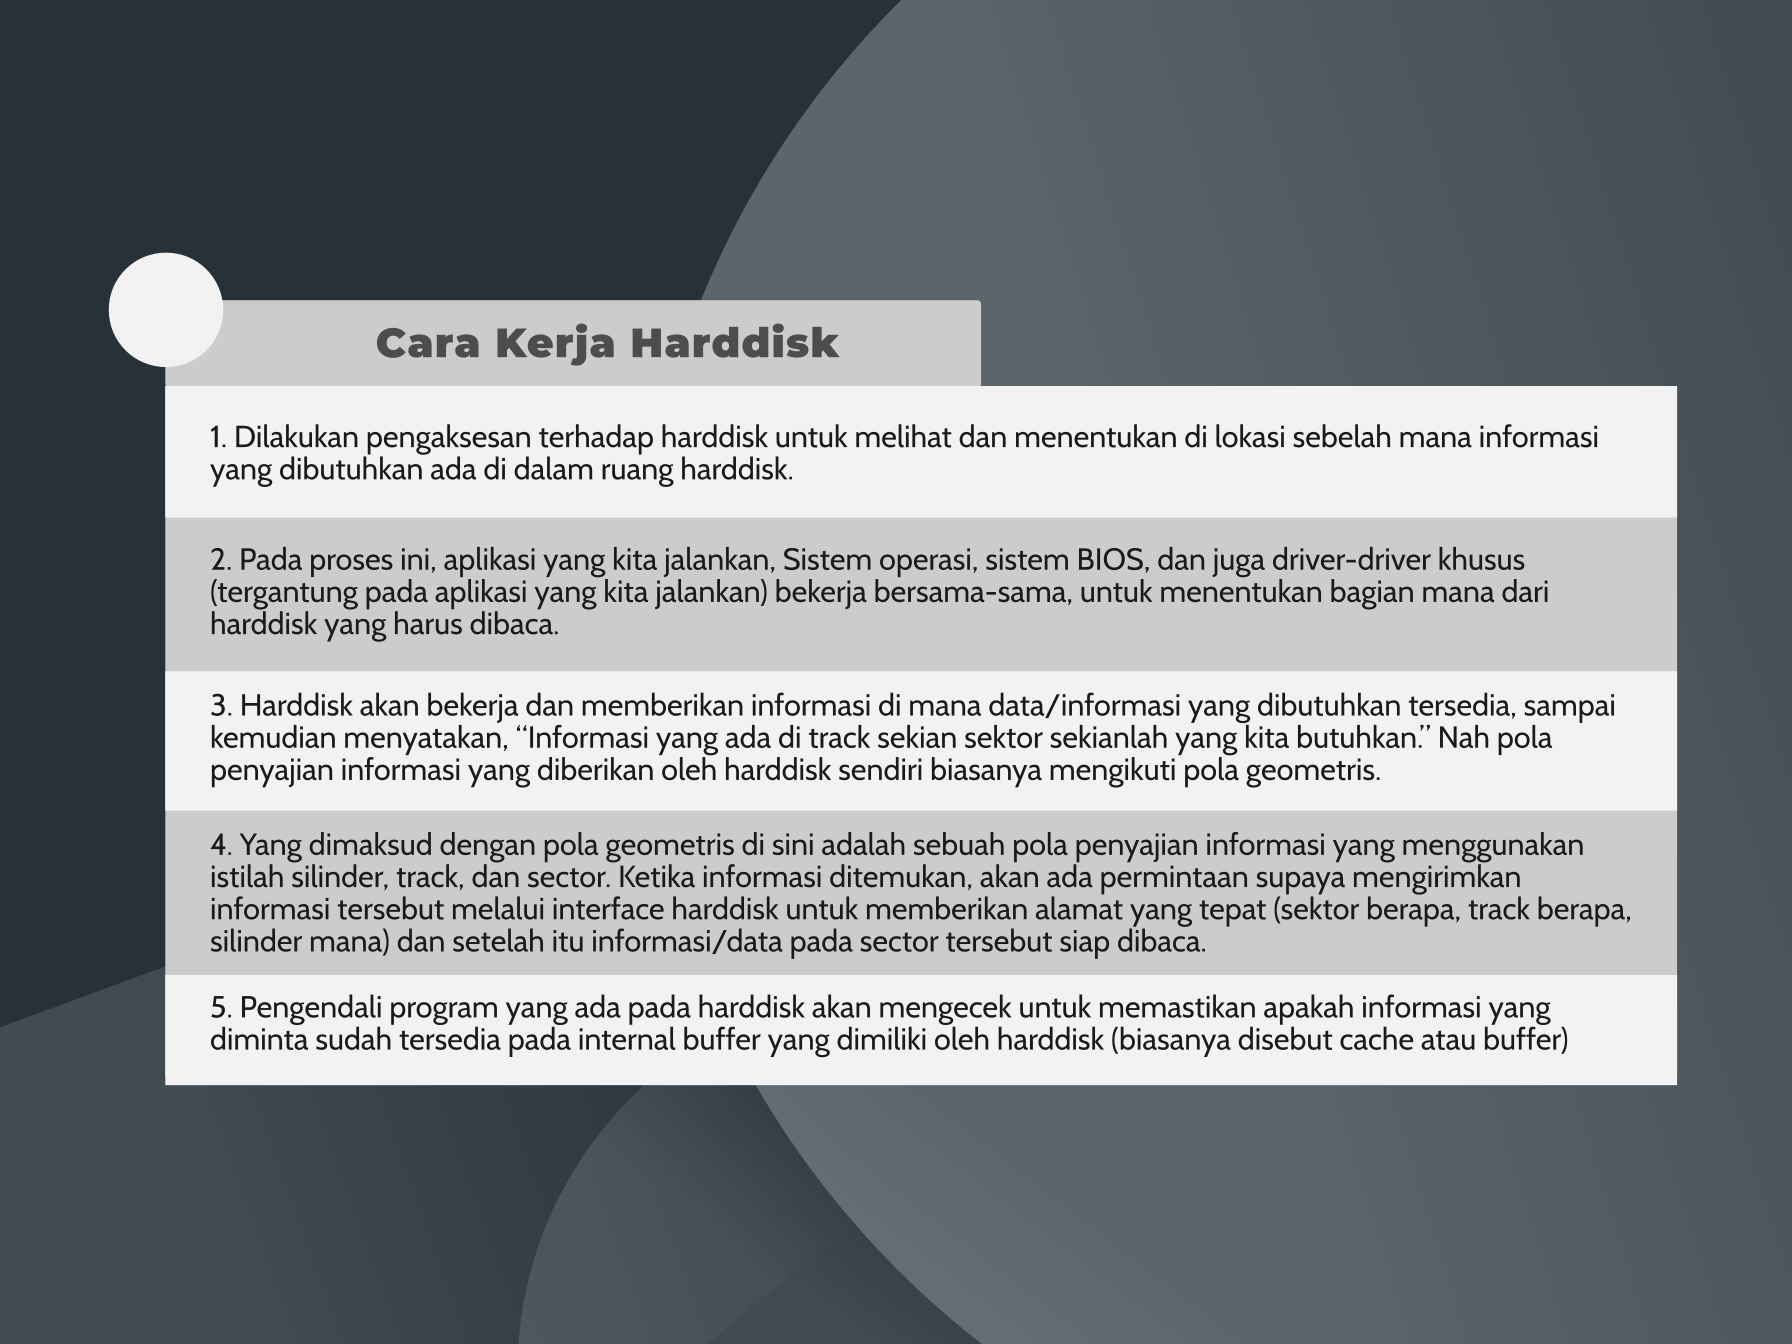 Cara Kerja Harddisk
1. Dilakukan pengaksesan terhadap harddisk untuk melihat dan menentukan di lokasi sebelah mana informasi
yang dibutuhkan ada di dalam ruang harddisk.
2. Pada proses ini, aplikasi yang kita jalankan, Sistem operasi, sistem BIOS, dan juga driver-driver khusus
(tergantung pada aplikasi yang kita jalankan) bekerja bersama-sama, untuk menentukan bagian mana dari
harddisk yang harus dibaca.
3. Harddisk akan bekerja dan memberikan informasi di mana data/informasi yang dibutuhkan tersedia, sampai
kemudian menyatakan, “Informasi yang ada di track sekian sektor sekianlah yang kita butuhkan.” Nah pola
penyajian informasi yang diberikan oleh harddisk sendiri biasanya mengikuti pola geometris.
4. Yang dimaksud dengan pola geometris di sini adalah sebuah pola penyajian informasi yang menggunakan
istilah silinder, track, dan sector. Ketika informasi ditemukan, akan ada permintaan supaya mengirimkan
informasi tersebut melalui interface harddisk untuk memberikan alamat yang tepat (sektor berapa, track berapa,
silinder mana) dan setelah itu informasi/data pada sector tersebut siap dibaca.
5. Pengendali program yang ada pada harddisk akan mengecek untuk memastikan apakah informasi yang
diminta sudah tersedia pada internal buffer yang dimiliki oleh harddisk (biasanya disebut cache atau buffer)